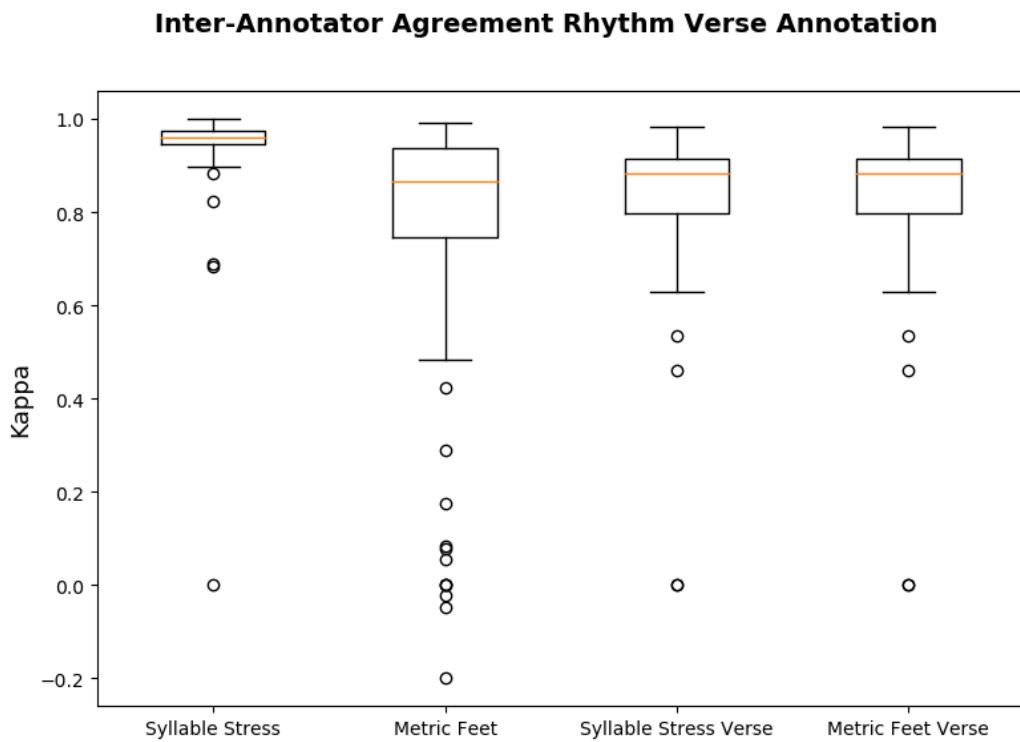 Inter-Annotator Agreement Rhythm Verse Annotation
Kappa
1.0
0.8
0.6
0.4
0.2
0.0
−0.2
Syllable Stress
Metric Feet
Syllable Stress Verse
Metric Feet Verse